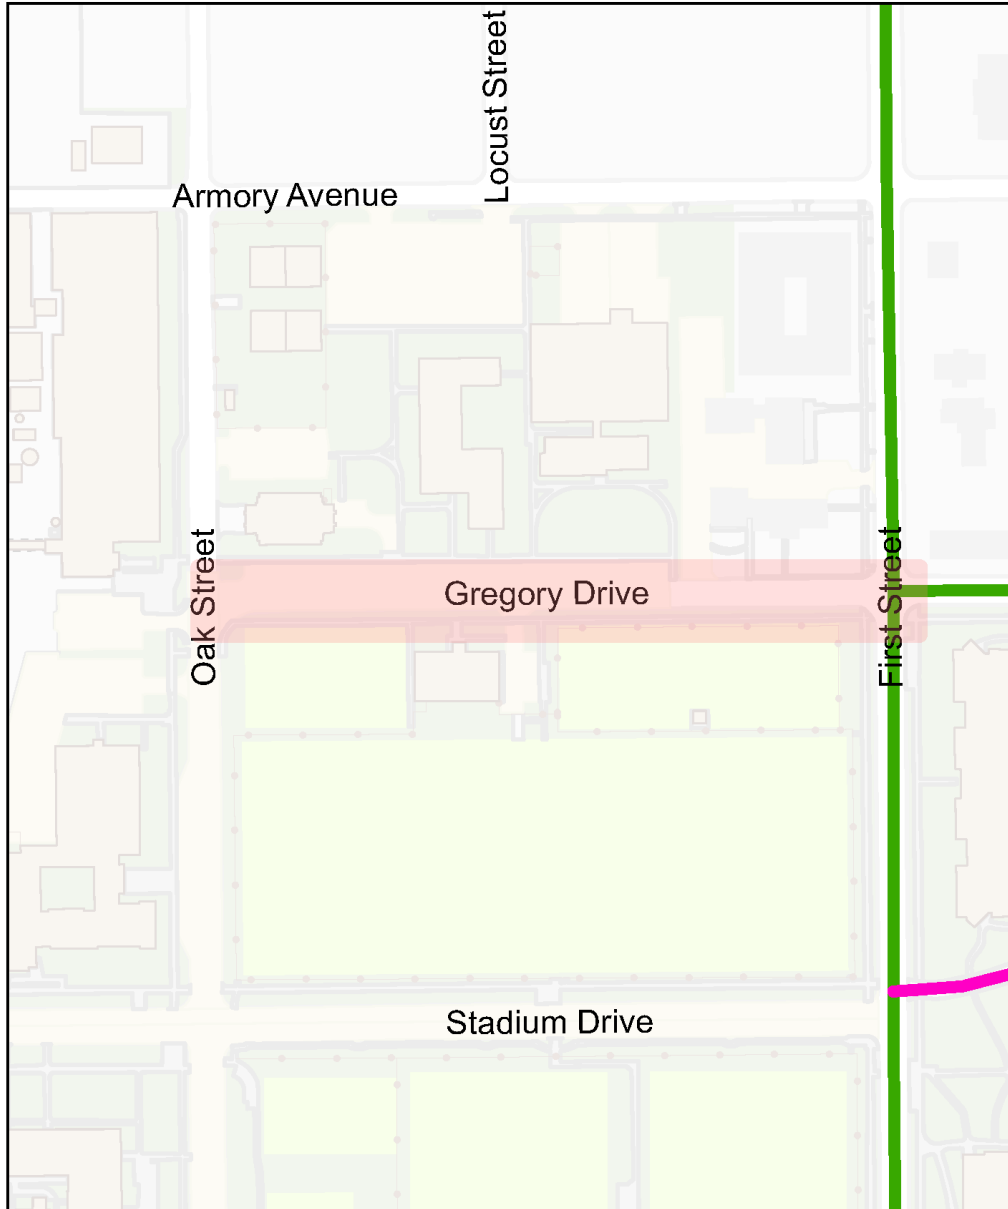 Locust Street
Armory Avenue
Oak Street
Gregory Drive
First Street
Stadium Drive